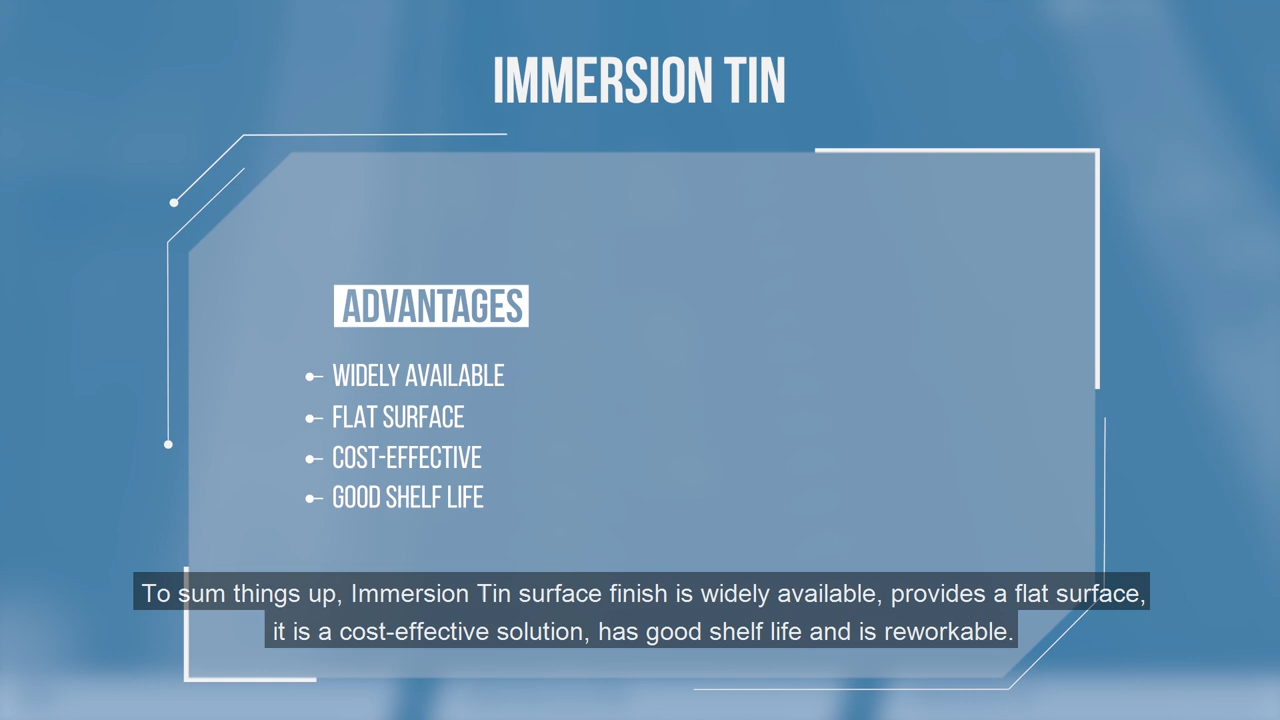 IMMERSION TIN
ADVANTAGES
WIDELY AVAILABLE
FLAT SURFACE
COST-EFFECTIVE
GOOD SHELF LIFE
To sum things up, Immersion Tin surface finish is widely available, provides a flat surface,
it is a cost-effective solution, has good shelf life and is reworkable.